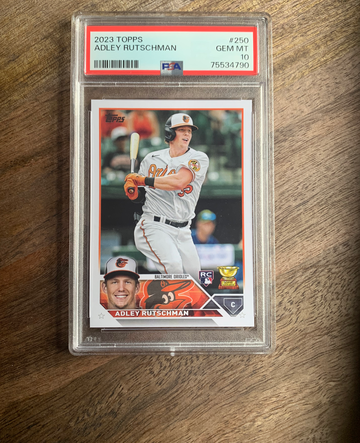 2023 TOPPS #250
ADLEY RUTSCHMAN GEM MT
10
PSA 75534790
Topps
BALTIMORE ORIOLES
RC
ADLEY RUTSCHMAN
C